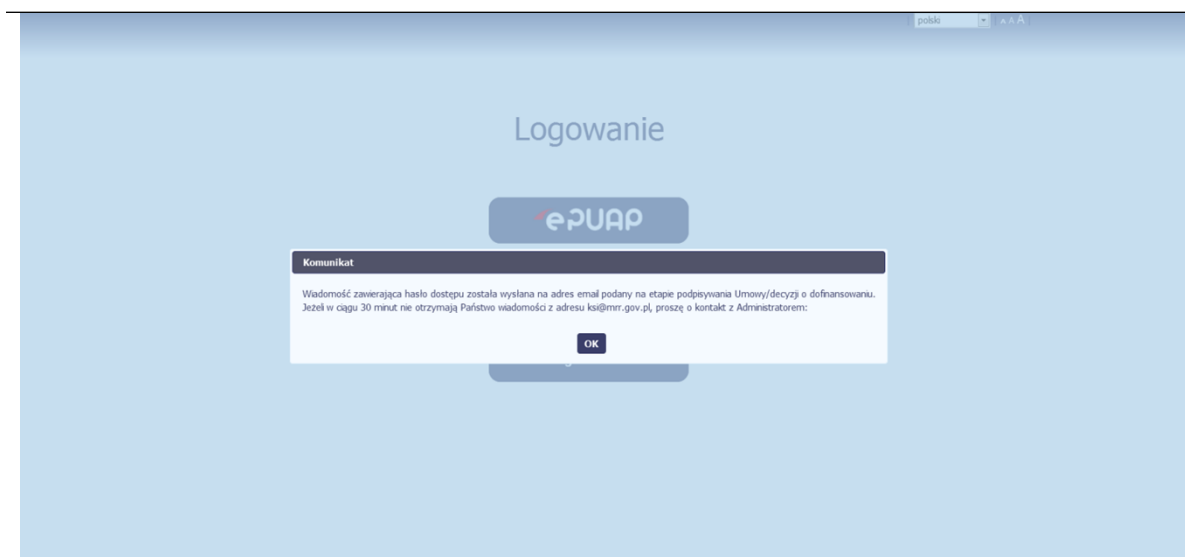 polski
A A A
Logowanie
ePUAP
Komunikat
Wiadomość zawierająca hasło dostępu została wysłana na adres email podany na etapie podpisywania Umowy/decyzji o dofinansowaniu.
Jeżeli w ciągu 30 minut nie otrzymają Państwo wiadomości z adresu ksi@mrr.gov.pl, proszę o kontakt z Administratorem:
OK